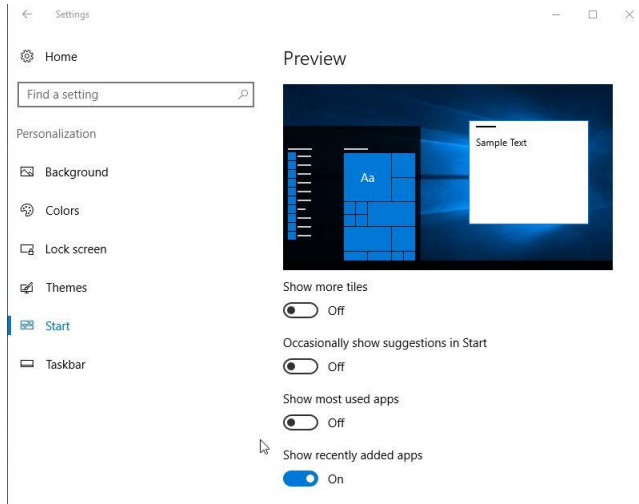 Settings
Home
Find a setting
Personalization
Background
Colors
Lock screen
Themes
Start
Taskbar
Preview
Aa
Sample Text
Show more tiles
Off
Occasionally show suggestions in Start
Off
Show most used apps
Off
Show recently added apps
On